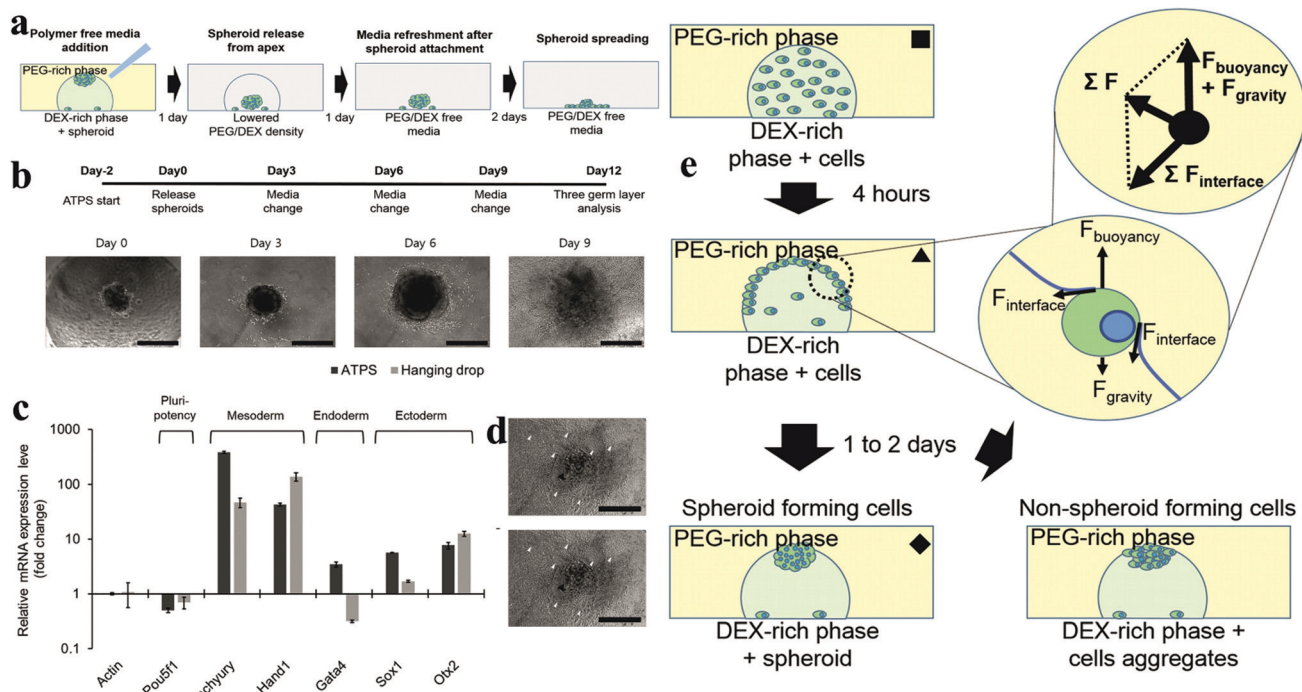 a
Polymer free media
addition
Spheroid release
from apex
Media refreshment after
spheroid attachment
Spheroid spreading
PEG-rich phase
DEX-rich phase
+ spheroid
1 day
Lowered
PEG/DEX density
1 day
PEG/DEX free
media
2 days
PEG/DEX free
media
b
Day-2
Day0
Day3
Day6
Day9
Day12
ATPS start
Release
spheroids
Media
change
Media
change
Media
change
Three germ layer
analysis
Day 0
Day 3
Day 6
Day 9
ATPS
Hanging drop
c
Pluri-
potency
Mesoderm
Endoderm
Ectoderm
Relative mRNA expression leve
(fold change)
1000
100
10
1
0.1
Actin
Pou5f1
chyury
Hand1
Gata4
Sox1
Otx2
d
e
PEG-rich phase
DEX-rich
phase + cells
4 hours
PEG-rich phase
DEX-rich
phase + cells
Σ F
Fbuoyancy
+ Fgravity
Σ Finterface
Fbuoyancy
Finterface
Finterface
Fgravity
1 to 2 days
Spheroid forming cells
PEG-rich phase
DEX-rich phase
+ spheroid
Non-spheroid forming cells
PEG-rich phase
DEX-rich phase +
cells aggregates